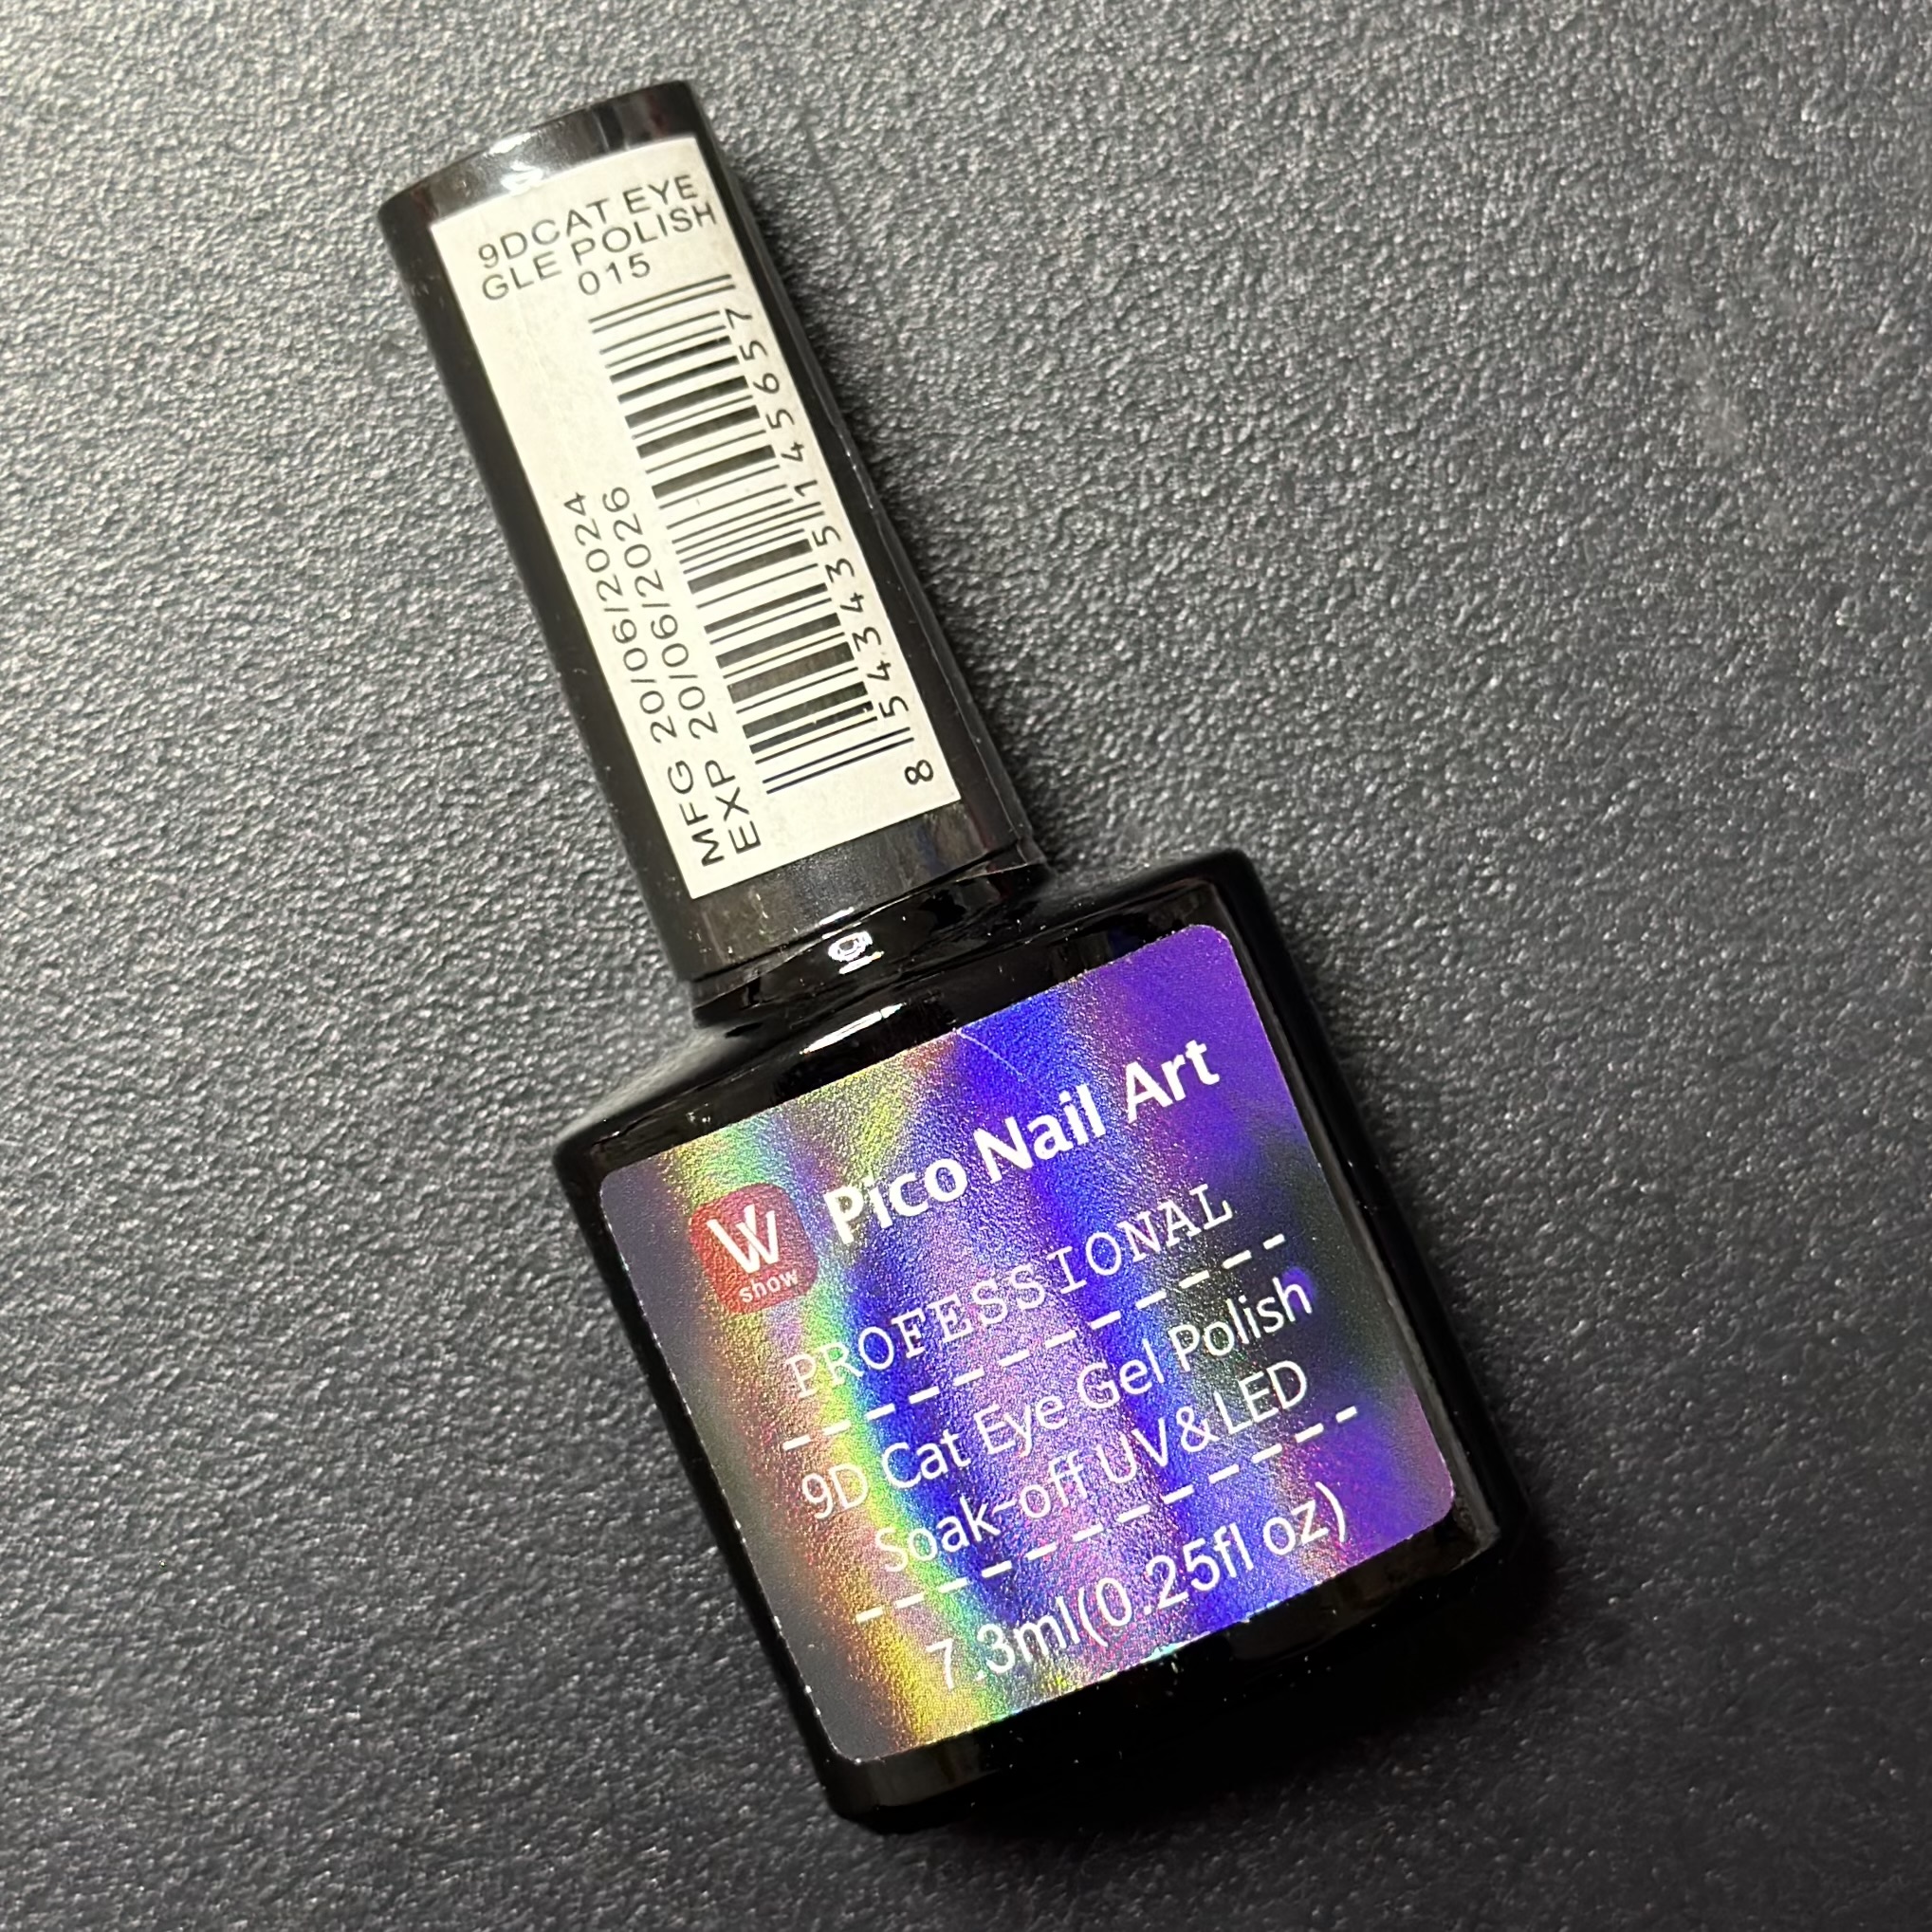 9DCAT EYE
GLE POLISH
015
8 543435 145657
MFG 20/06/2024
EXP 20/06/2026
W
show
Pico Nail Art
PROFESSIONAL
9D Cat Eye Gel Polish
Soak-off UV&LED
7.3ml(0.25fl oz)